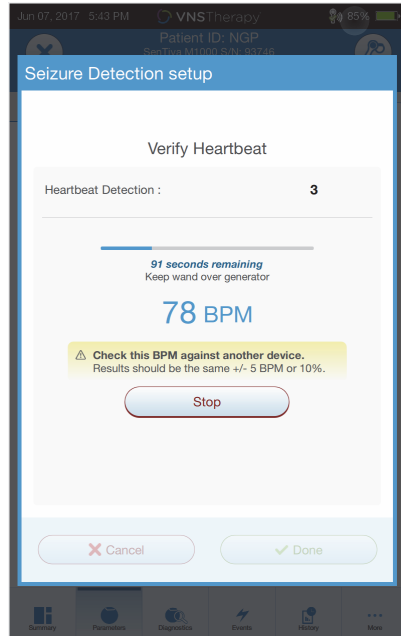 Jun 07, 2017 5:43 PM VNSTherapy 85%
Patient ID: NGP
SenTiva M1000 S/N: 93746
Seizure Detection setup
Verify Heartbeat
Heartbeat Detection : 3
91 seconds remaining
Keep wand over generator
78 BPM
Check this BPM against another device.
Results should be the same +/- 5 BPM or 10%.
Stop
Cancel Done
Summary Parameters Diagnostics Events History More